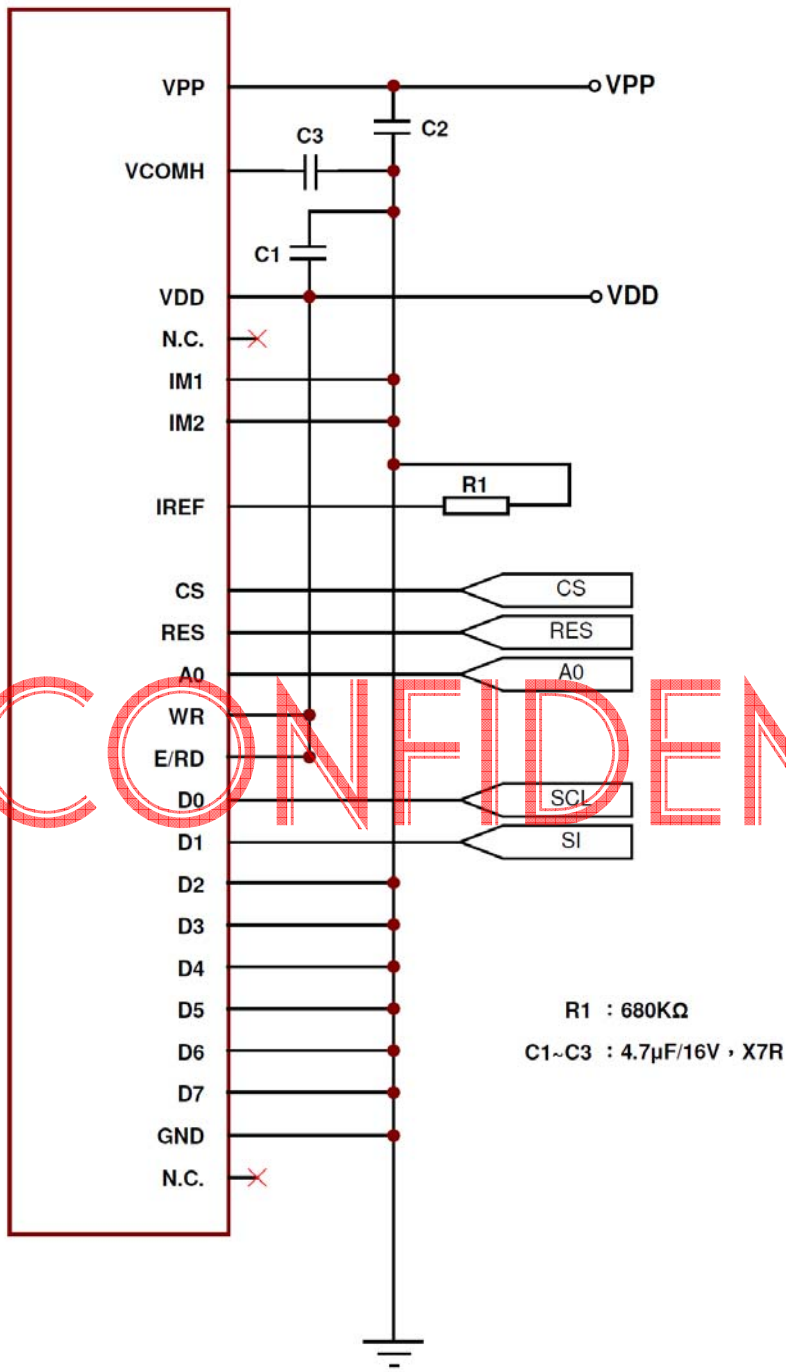 VPP
VPP
C2
C3
VCOMH
C1
VDD
VDD
N.C.
IM1
IM2
R1
IREF
CS
CS
RES
RES
A0
A0
WR
E/RD
D0
SCL
D1
SI
D2
D3
D4
D5
R1 : 680KΩ
D6
C1~C3 : 4.7µF/16V，X7R
D7
GND
N.C.
CONFIDEN